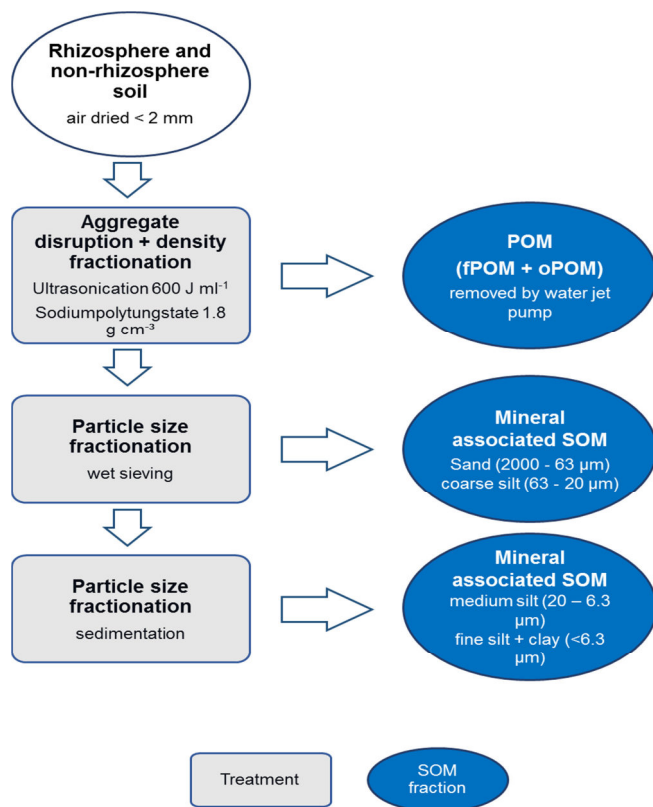 Rhizosphere and
non-rhizosphere
soil
air dried < 2 mm
Aggregate
disruption + density
fractionation
Ultrasonication 600 J ml⁻¹
Sodiumpolytungstate 1.8
g cm⁻³
POM
(fPOM + oPOM)
removed by water jet
pump
Particle size
fractionation
wet sieving
Mineral
associated SOM
Sand (2000 - 63 µm)
coarse silt (63 - 20 µm)
Particle size
fractionation
sedimentation
Mineral
associated SOM
medium silt (20 – 6.3
µm)
fine silt + clay (<6.3
µm)
Treatment
SOM
fraction